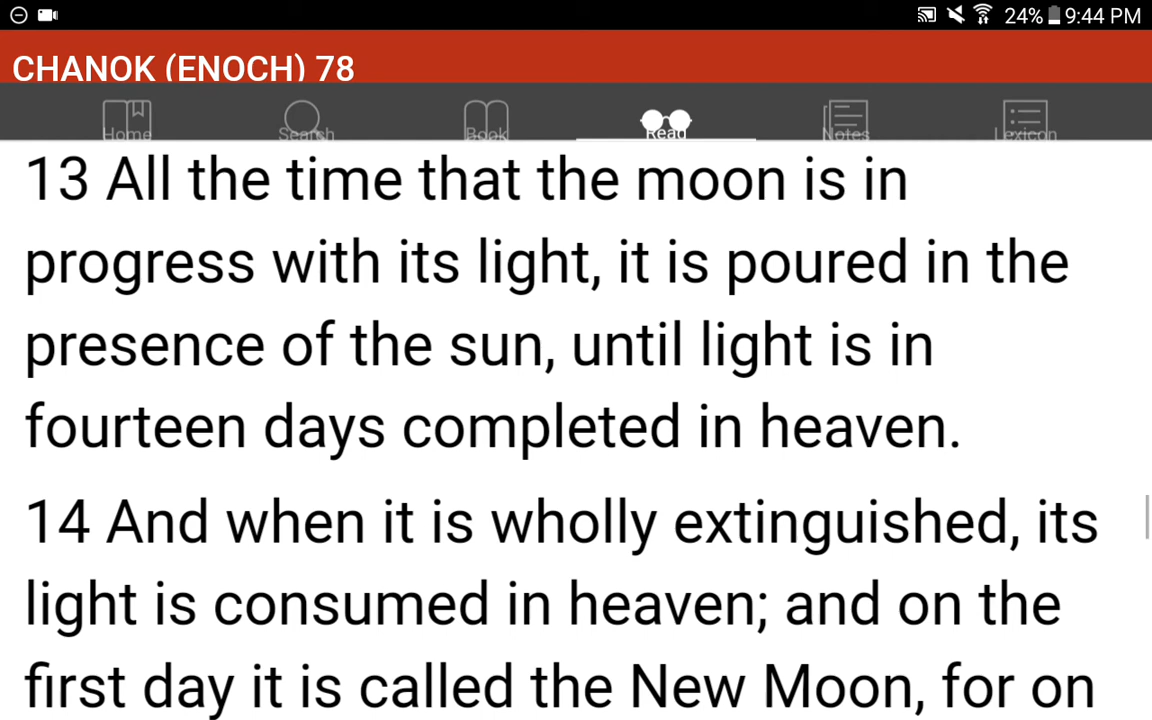 24% 9:44 PM
CHANOK (ENOCH) 78
Home Search Book Read Notes Lexicon
13 All the time that the moon is in
progress with its light, it is poured in the
presence of the sun, until light is in
fourteen days completed in heaven.
14 And when it is wholly extinguished, its
light is consumed in heaven; and on the
first day it is called the New Moon, for on